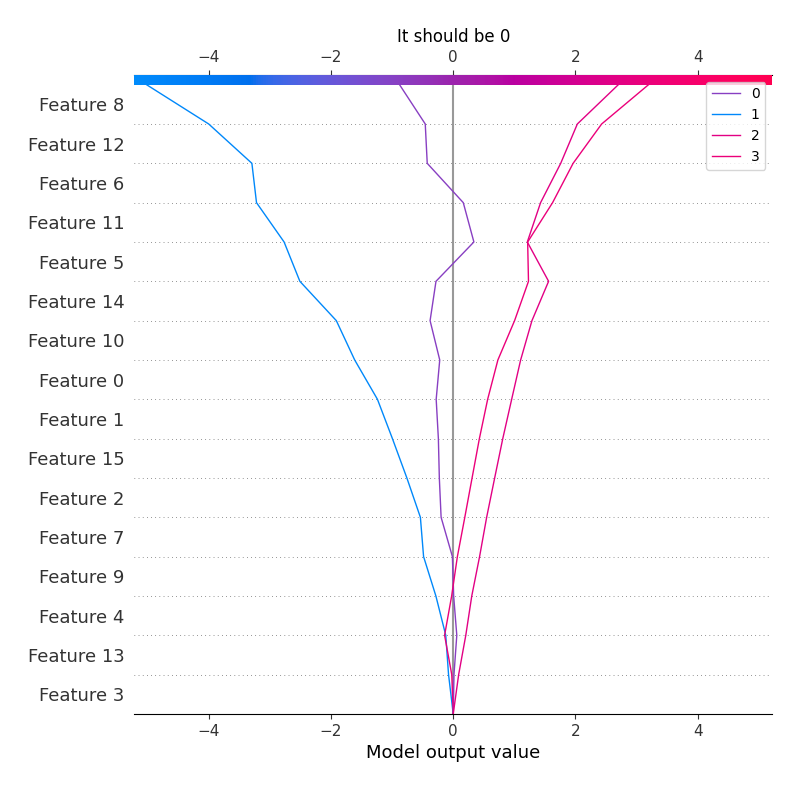 It should be 0
−4 −2 0 2 4
0
1
2
3
Feature 8
Feature 12
Feature 6
Feature 11
Feature 5
Feature 14
Feature 10
Feature 0
Feature 1
Feature 15
Feature 2
Feature 7
Feature 9
Feature 4
Feature 13
Feature 3
−4 −2 0 2 4
Model output value